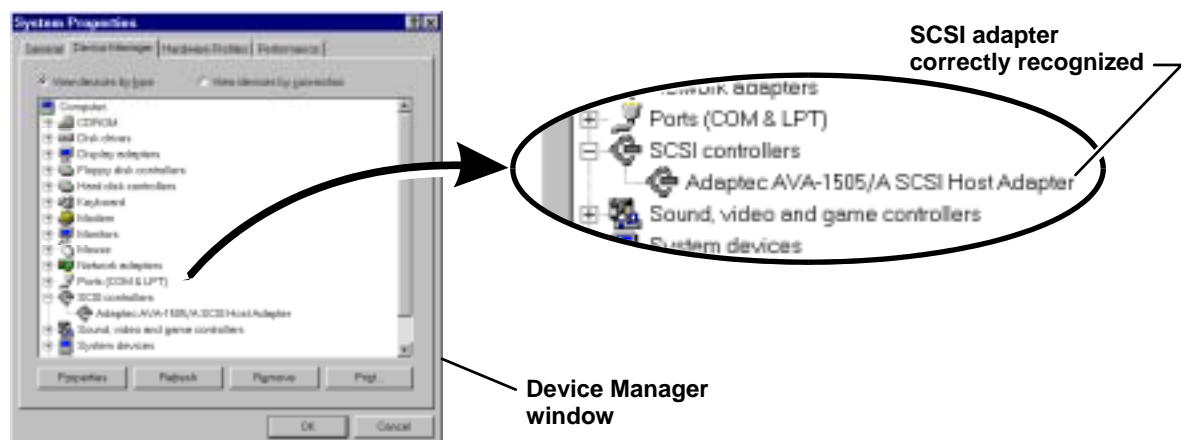 System Properties
General Device Manager Hardware Profiles Performance
View devices by type View devices by connection
Computer
CDROM
Disk drives
Display adapters
Floppy disk controllers
Hard disk controllers
Keyboard
Modem
Monitors
Mouse
Network adapters
Ports (COM & LPT)
SCSI controllers
Adaptec AVA-1505/A SCSI Host Adapter
Sound, video and game controllers
System devices
Properties Refresh Remove Print...
OK Cancel
SCSI adapter
correctly recognized
Network adapters
Ports (COM & LPT)
SCSI controllers
Adaptec AVA-1505/A SCSI Host Adapter
Sound, video and game controllers
System devices
Device Manager
window